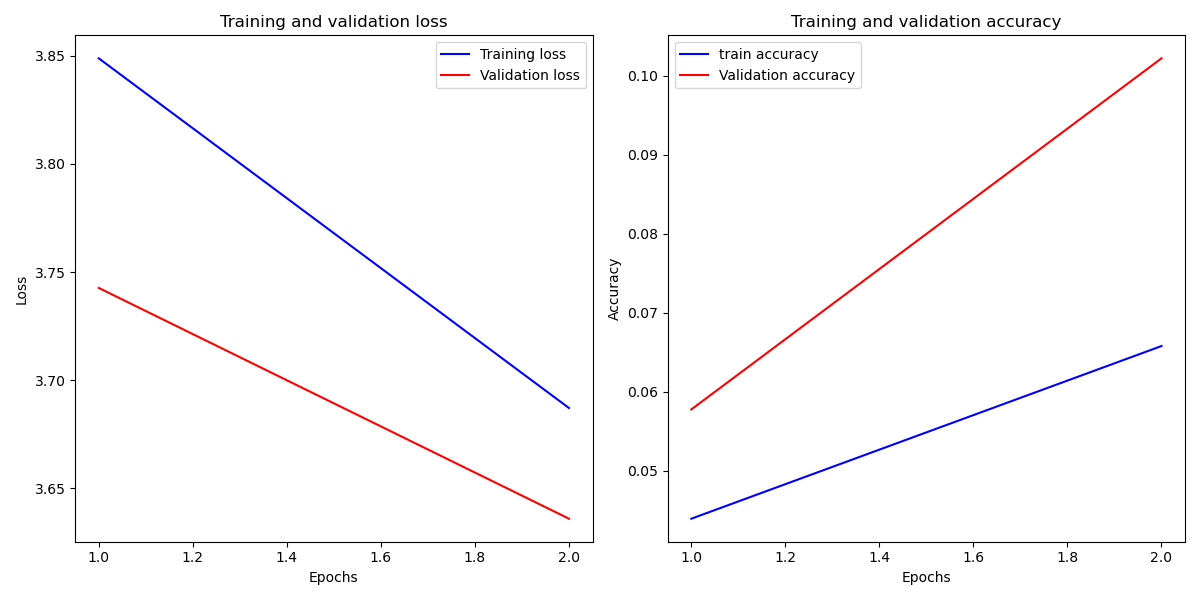 Training and validation loss
Training loss
Validation loss
3.85
3.80
3.75
3.70
3.65
Loss
1.0 1.2 1.4 1.6 1.8 2.0
Epochs
Training and validation accuracy
train accuracy
Validation accuracy
0.10
0.09
0.08
0.07
0.06
0.05
Accuracy
1.0 1.2 1.4 1.6 1.8 2.0
Epochs